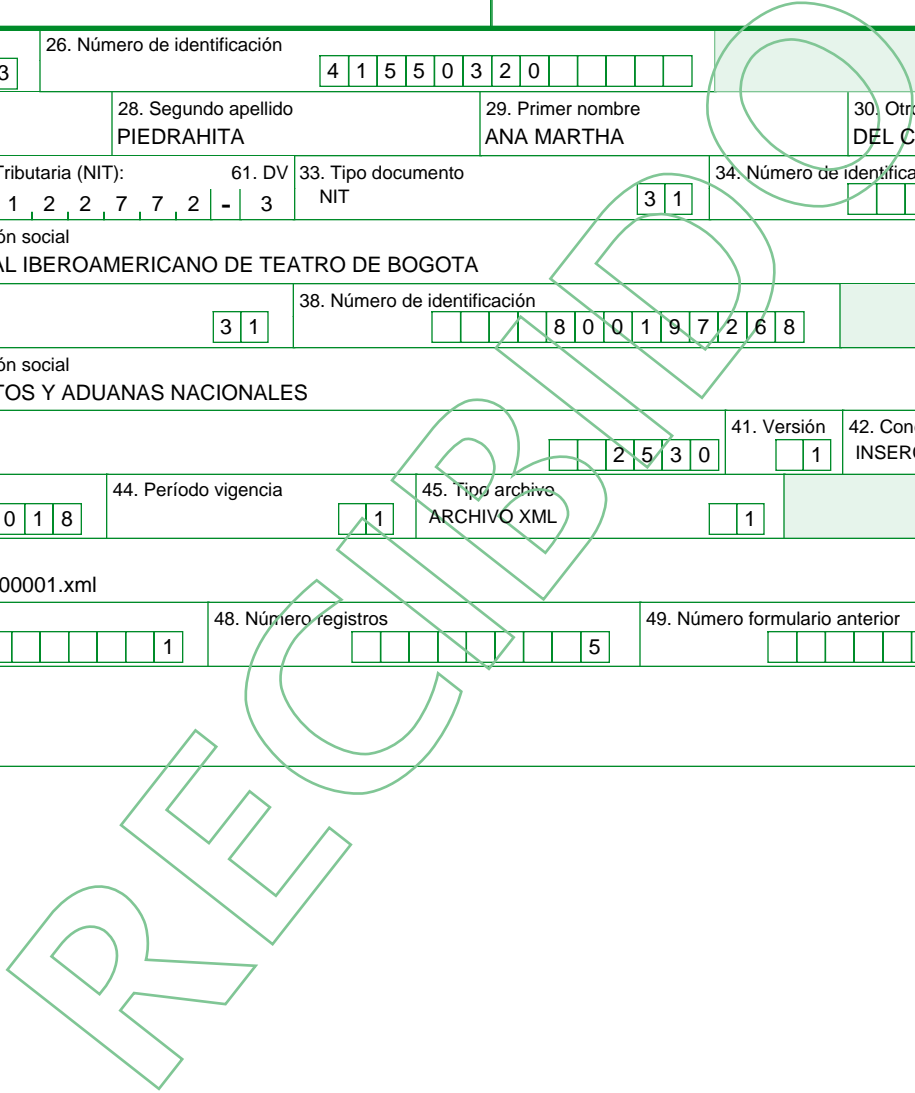 26. Número de identificación
3 4 1 5 5 0 3 2 0
28. Segundo apellido 29. Primer nombre 30. Otro
PIEDRAHITA ANA MARTHA DEL C
Tributaria (NIT): 61. DV 33. Tipo documento 34. Número de identifica
1 2 2 7 7 2 - 3 NIT 3 1
ón social
AL IBEROAMERICANO DE TEATRO DE BOGOTA
38. Número de identificación
3 1 8 0 0 1 9 7 2 6 8
ón social
TOS Y ADUANAS NACIONALES
41. Versión 42. Con
2 5 3 0 1 INSER
44. Período vigencia 45. Tipo archivo
0 1 8 1 ARCHIVO XML 1
00001.xml
48. Número registros 49. Número formulario anterior
1 5
RECIBIDO